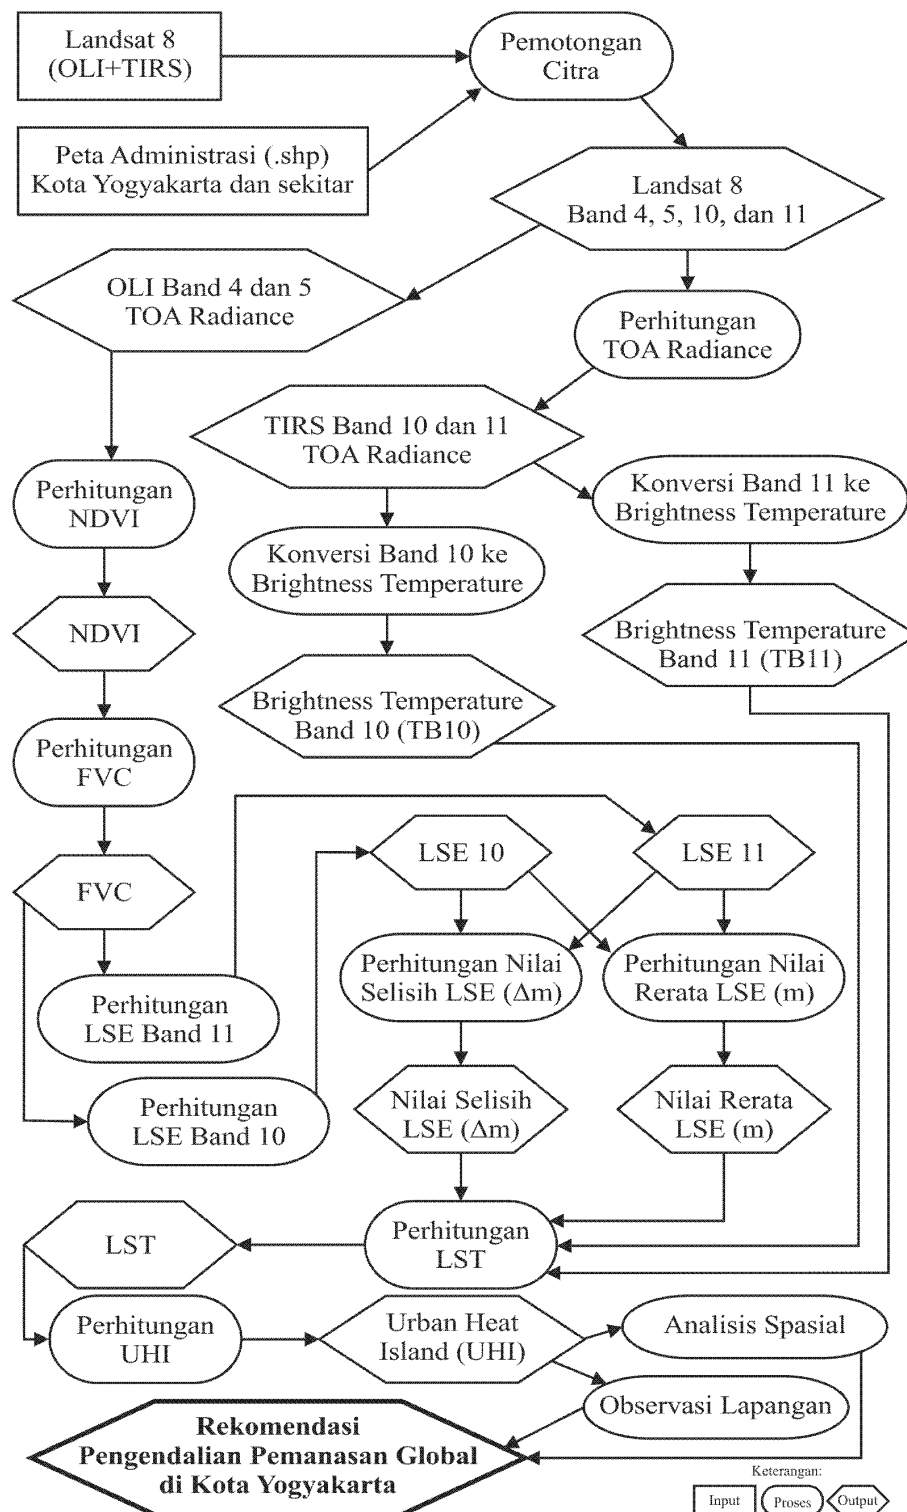 Landsat 8
(OLI+TIRS)
Pemotongan
Citra
Peta Administrasi (.shp)
Kota Yogyakarta dan sekitar
Landsat 8
Band 4, 5, 10, dan 11
OLI Band 4 dan 5
TOA Radiance
Perhitungan
TOA Radiance
TIRS Band 10 dan 11
TOA Radiance
Perhitungan
NDVI
Konversi Band 11 ke
Brightness Temperature
Konversi Band 10 ke
Brightness Temperature
NDVI
Brightness Temperature
Band 11 (TB11)
Brightness Temperature
Band 10 (TB10)
Perhitungan
FVC
LSE 10
LSE 11
FVC
Perhitungan Nilai
Selisih LSE (Δm)
Perhitungan Nilai
Rerata LSE (m)
Perhitungan
LSE Band 11
Perhitungan
LSE Band 10
Nilai Selisih
LSE (Δm)
Nilai Rerata
LSE (m)
Perhitungan
LST
LST
Perhitungan
UHI
Urban Heat
Island (UHI)
Analisis Spasial
Observasi Lapangan
Rekomendasi
Pengendalian Pemanasan Global
di Kota Yogyakarta
Keterangan:
Input
Proses
Output